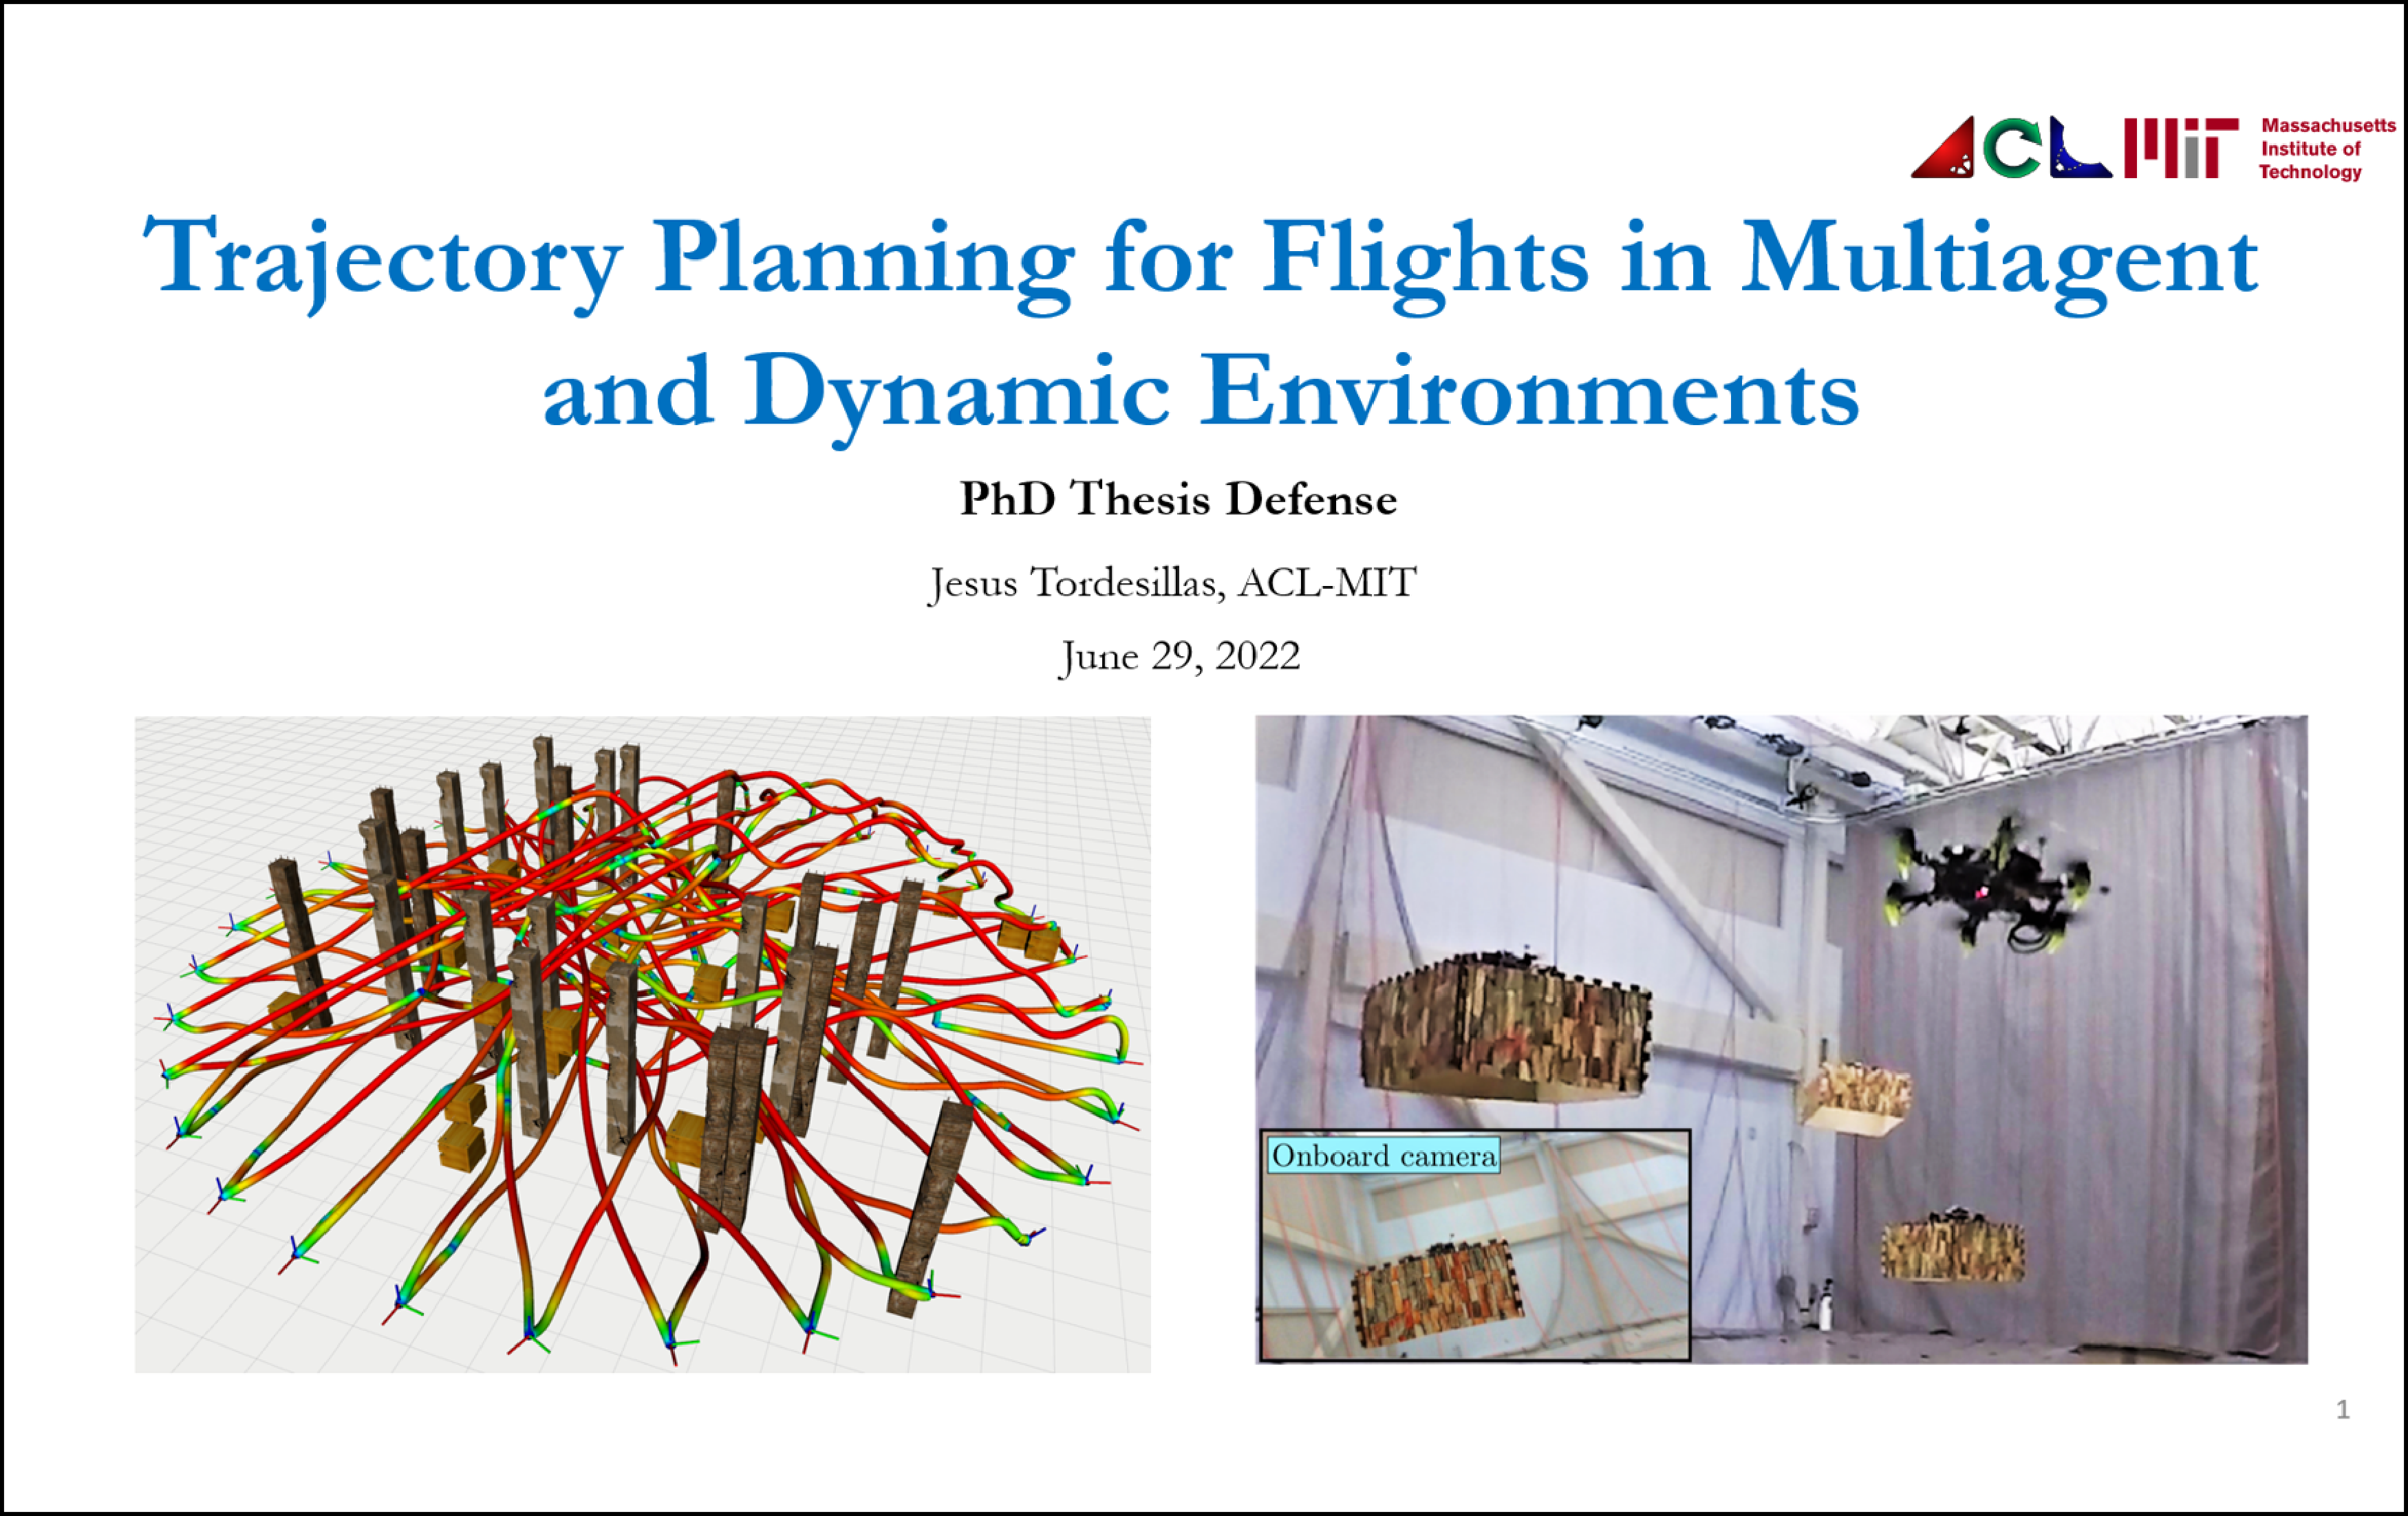 ACL MIT Massachusetts
Institute of
Technology
Trajectory Planning for Flights in Multiagent
and Dynamic Environments
PhD Thesis Defense
Jesus Tordesillas, ACL-MIT
June 29, 2022
Onboard camera
1